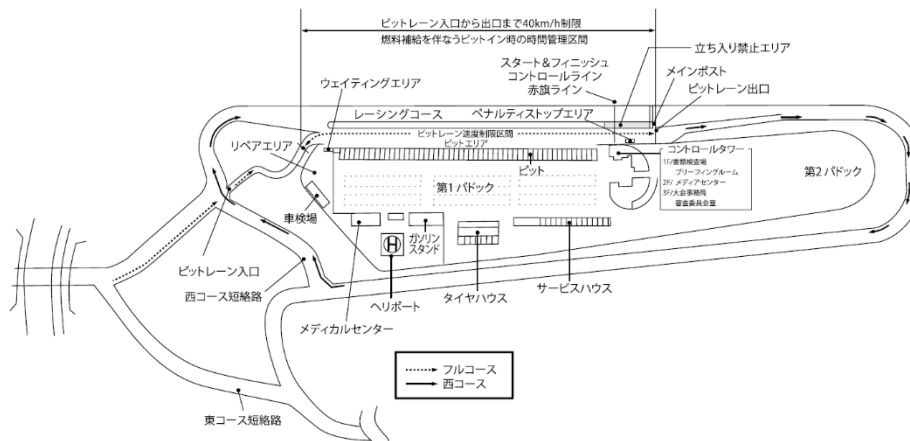 ピットレーン入口から出口まで40km/h制限
燃料補給を伴なうピットイン時の時間管理区間
立ち入り禁止エリア
スタート&フィニッシュ
コントロールライン
赤旗ライン
メインポスト
ピットレーン出口
ウェイティングエリア
レーシングコース
ペナルティストップエリア
ピットレーン速度制限区間
ピットエリア
リペアエリア
コントロールタワー
1F/書類検査場
ブリーフィングルーム
2F/メディアセンター
3F/大会事務局
審査委員会室
ピット
第1パドック
第2パドック
車検場
ガソリン
スタンド
ピットレーン入口
西コース短絡路
H
ヘリポート
タイヤハウス
サービスハウス
メディカルセンター
フルコース
西コース
東コース短絡路